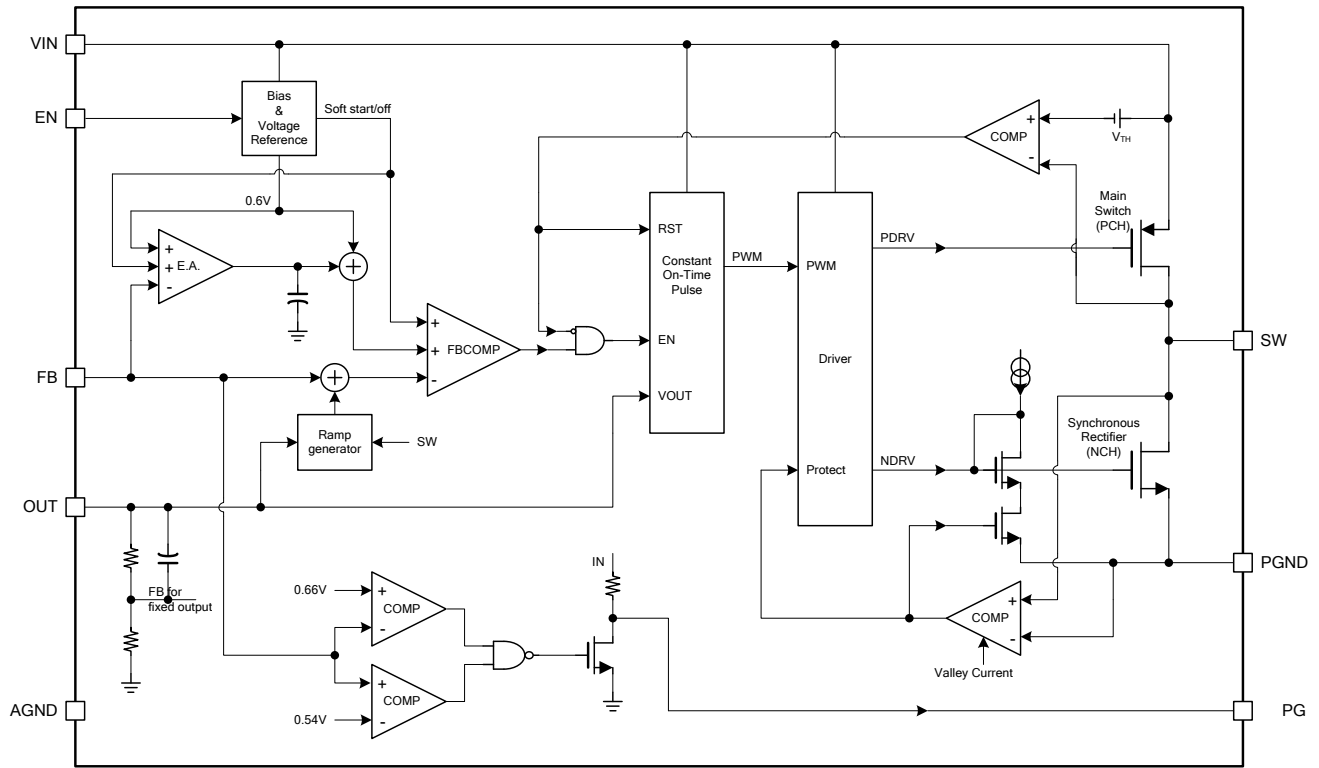 VIN
EN
Bias
&
Voltage
Reference
Soft start/off
COMP
+
-
VTH
Main
Switch
(PCH)
0.6V
+
+
-
E.A.
+
RST
Constant
On-Time
Pulse
EN
VOUT
PWM
PWM
Driver
Protect
PDRV
NDRV
+
+
-
FBCOMP
FB
+
Ramp
generator
SW
SW
Synchronous
Rectifier
(NCH)
OUT
FB for
fixed output
PGND
IN
0.66V
+
-
COMP
+
-
COMP
0.54V
COMP
+
-
Valley Current
AGND
PG